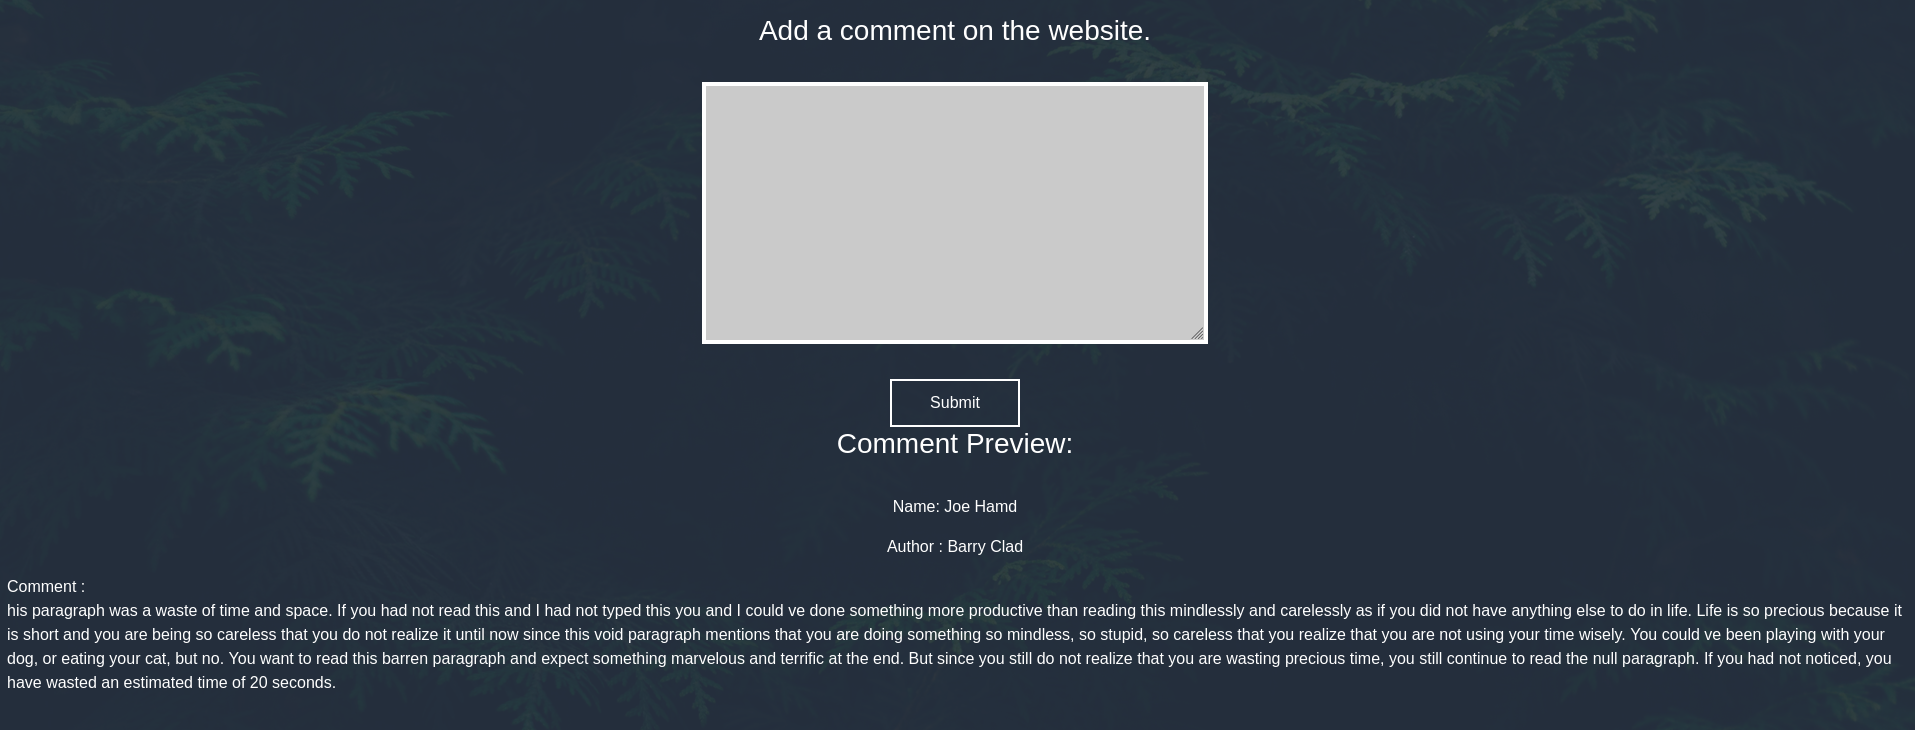 Add a comment on the website.
Submit
Comment Preview:
Name: Joe Hamd
Author : Barry Clad
Comment :
his paragraph was a waste of time and space. If you had not read this and I had not typed this you and I could ve done something more productive than reading this mindlessly and carelessly as if you did not have anything else to do in life. Life is so precious because it
is short and you are being so careless that you do not realize it until now since this void paragraph mentions that you are doing something so mindless, so stupid, so careless that you realize that you are not using your time wisely. You could ve been playing with your
dog, or eating your cat, but no. You want to read this barren paragraph and expect something marvelous and terrific at the end. But since you still do not realize that you are wasting precious time, you still continue to read the null paragraph. If you had not noticed, you
have wasted an estimated time of 20 seconds.